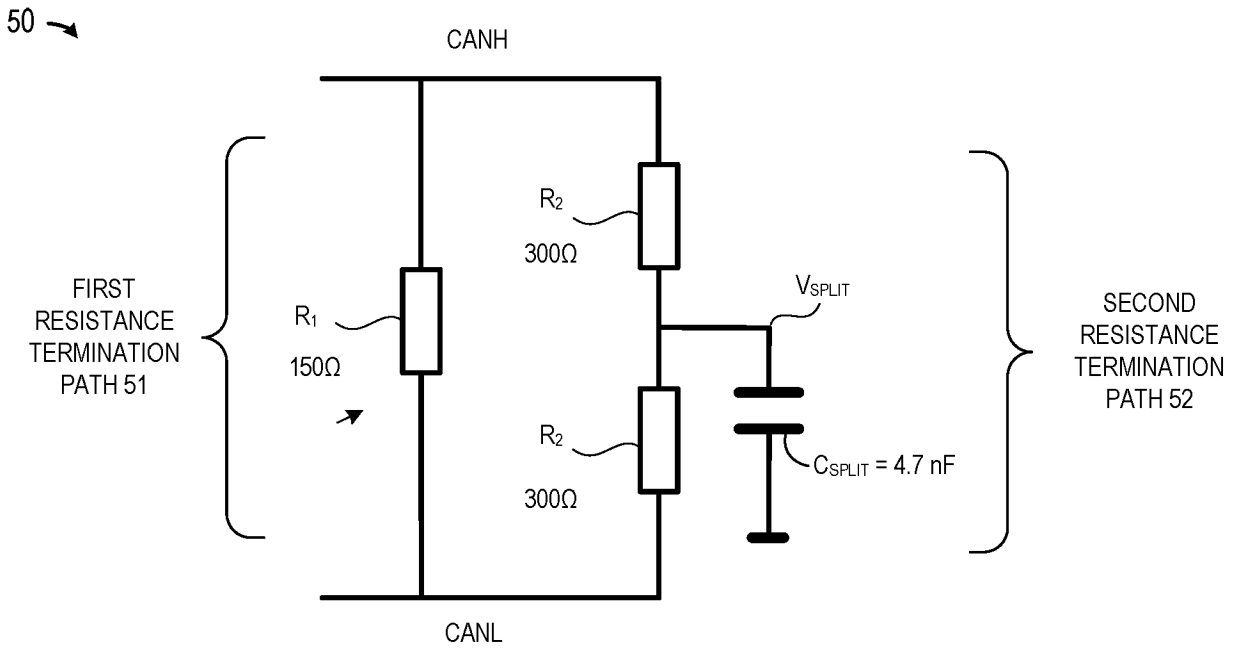 50
CANH
R2
300Ω
FIRST
RESISTANCE
TERMINATION
PATH 51
R1
150Ω
VSPLIT
SECOND
RESISTANCE
TERMINATION
PATH 52
R2
300Ω
CSPLIT = 4.7 nF
CANL